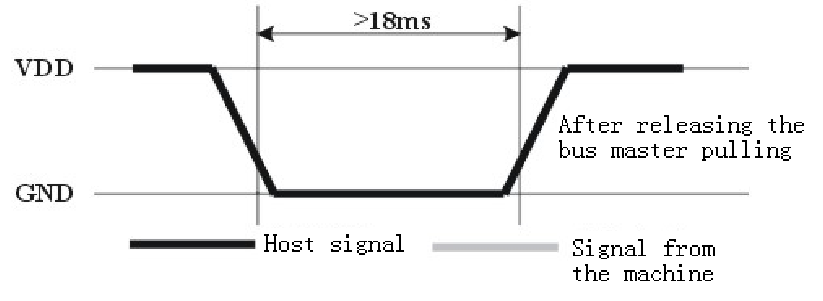 >18ms
VDD
After releasing the
bus master pulling
GND
Host signal
Signal from
the machine